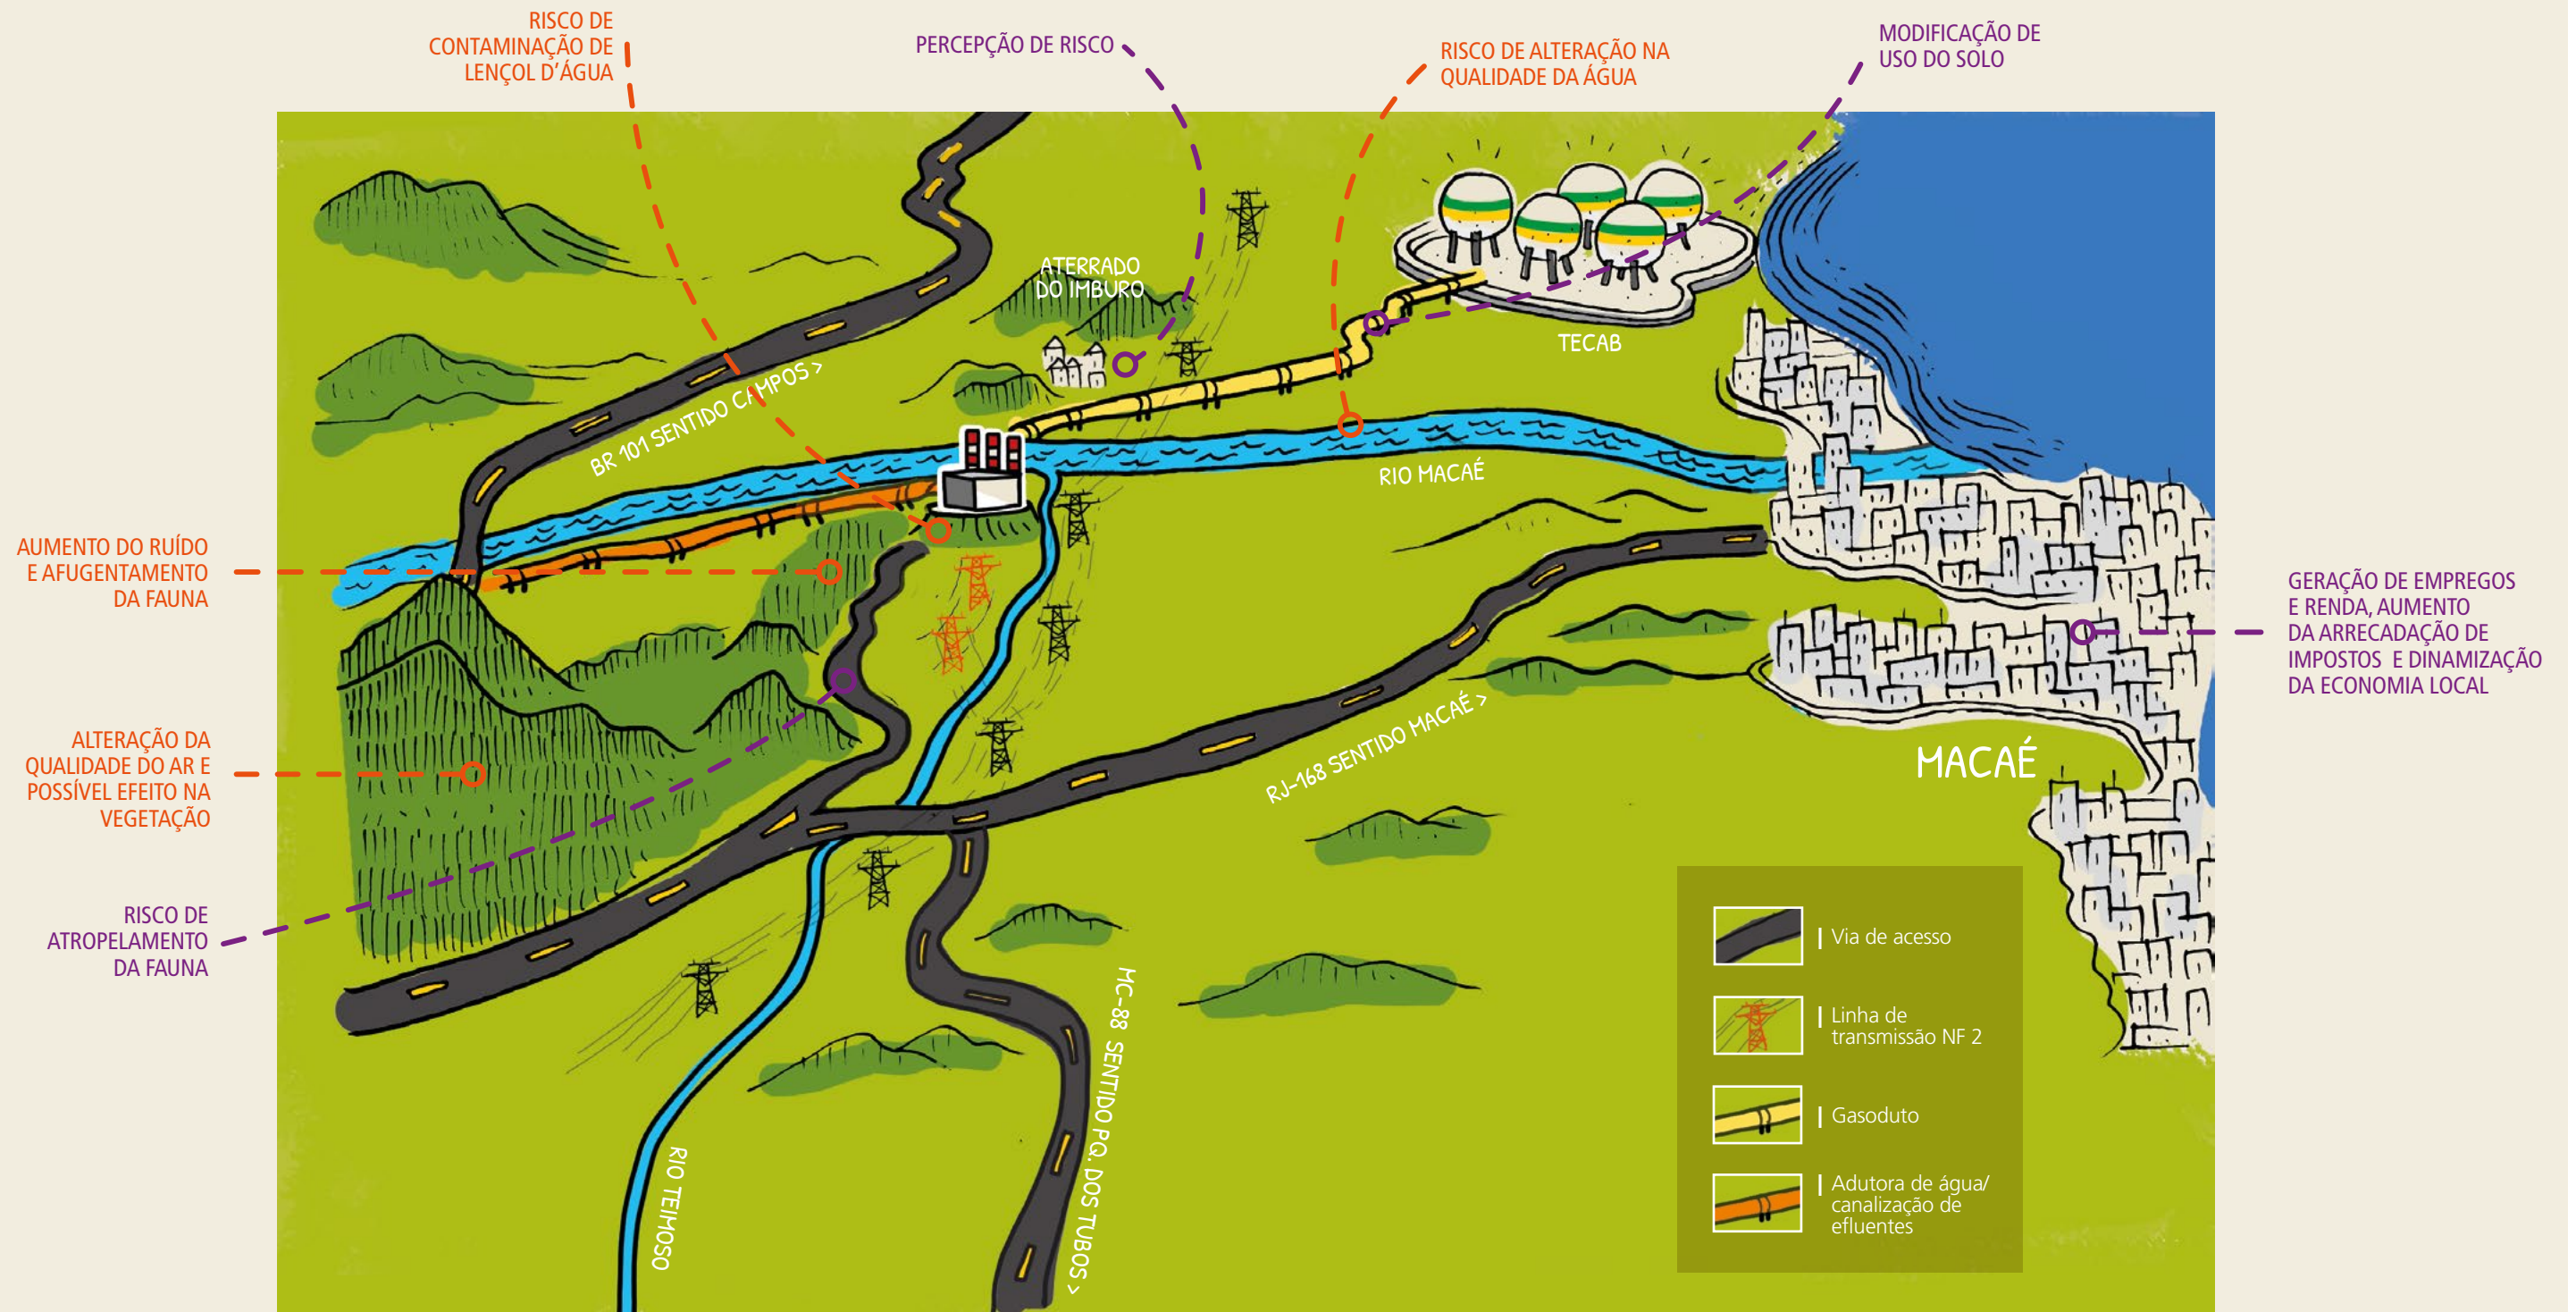 RISCO DE
CONTAMINAÇÃO DE
LENÇOL D'ÁGUA
PERCEPÇÃO DE RISCO
RISCO DE ALTERAÇÃO NA
QUALIDADE DA ÁGUA
MODIFICAÇÃO DE
USO DO SOLO
ATERRADO
DO IMBURO
TECAB
BR 101 SENTIDO CAMPOS >
RIO MACAÉ
AUMENTO DO RUÍDO
E AFUGENTAMENTO
DA FAUNA
GERAÇÃO DE EMPREGOS
E RENDA, AUMENTO
DA ARRECADAÇÃO DE
IMPOSTOS E DINAMIZAÇÃO
DA ECONOMIA LOCAL
ALTERAÇÃO DA
QUALIDADE DO AR E
POSSÍVEL EFEITO NA
VEGETAÇÃO
RJ-168 SENTIDO MACAÉ >
MACAÉ
RISCO DE
ATROPELAMENTO
DA FAUNA
MC-88 SENTIDO PQ. DOS TUBOS >
RIO TEIMOSO
Via de acesso
Linha de
transmissão NF 2
Gasoduto
Adutora de água/
canalização de
efluentes